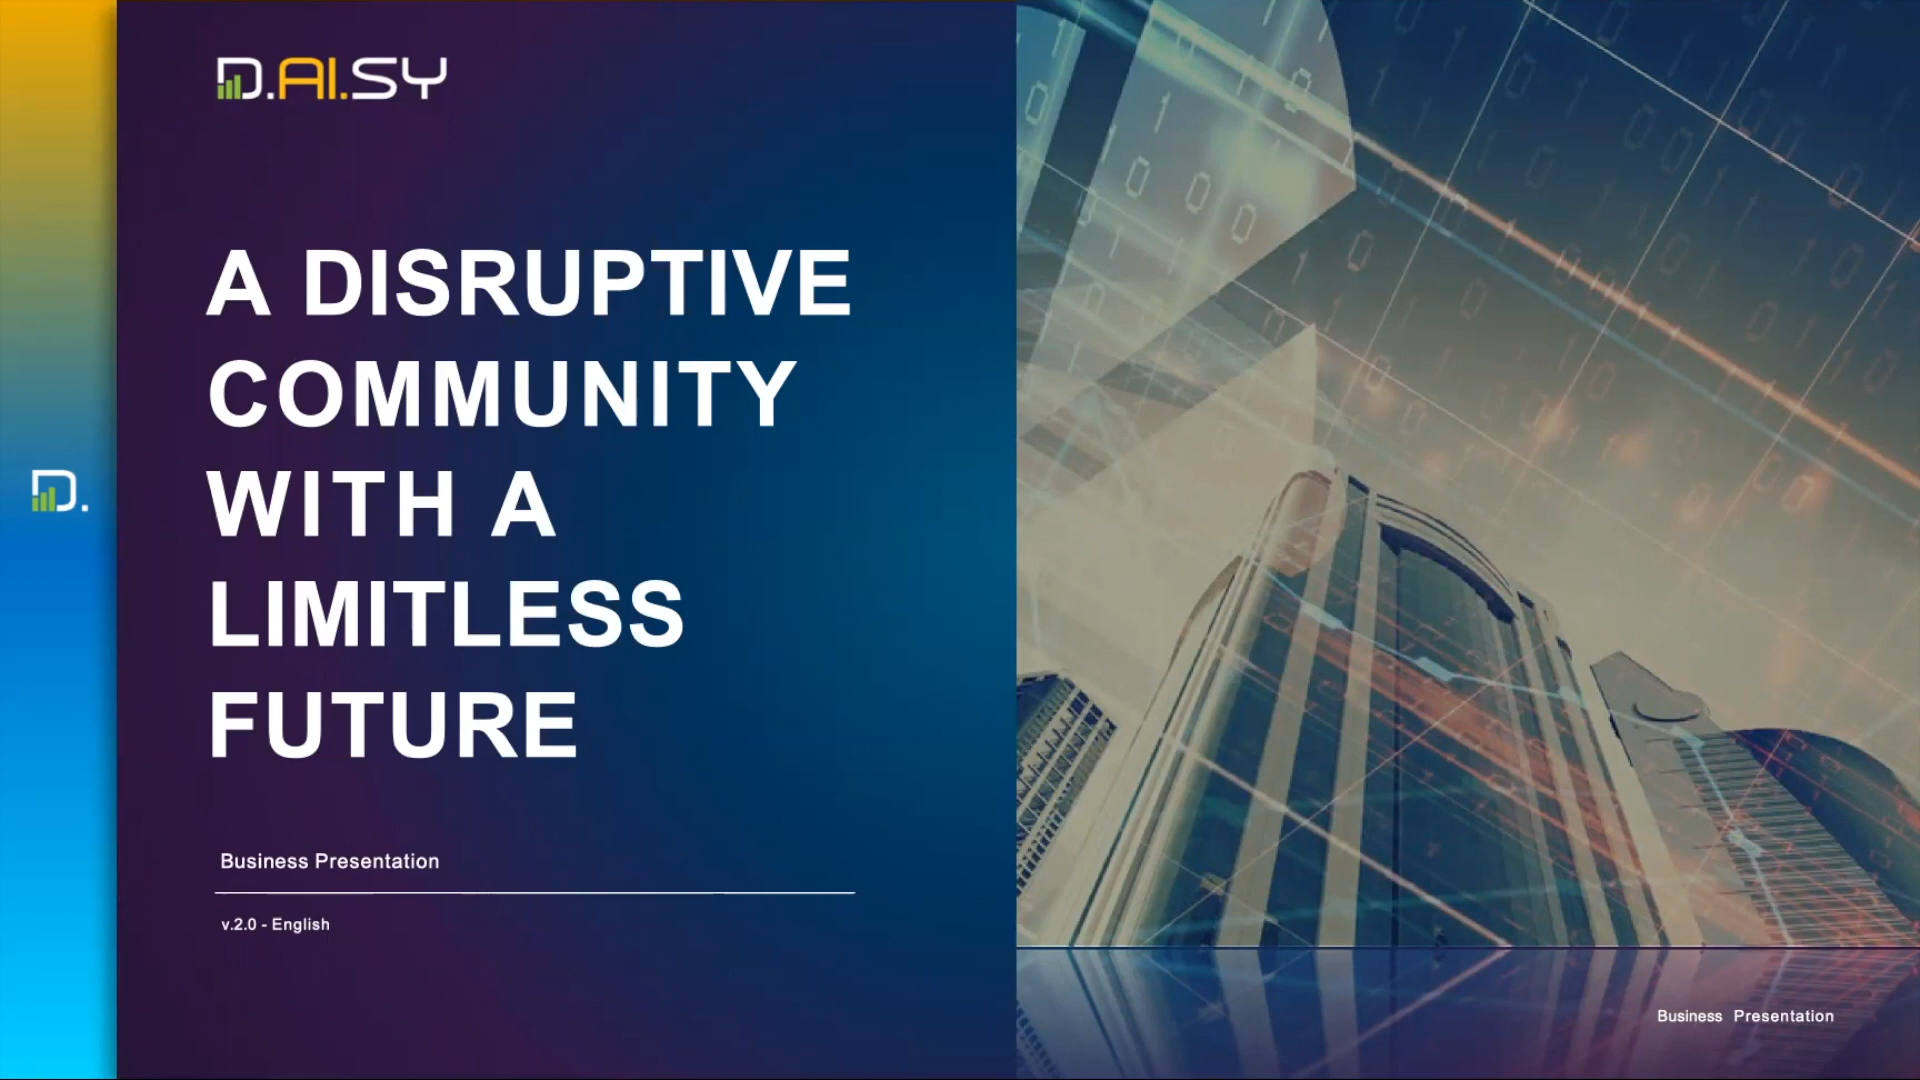 D.AI.SY
A DISRUPTIVE
COMMUNITY
WITH A
LIMITLESS
FUTURE
D.
Business Presentation
v.2.0 - English
Business Presentation